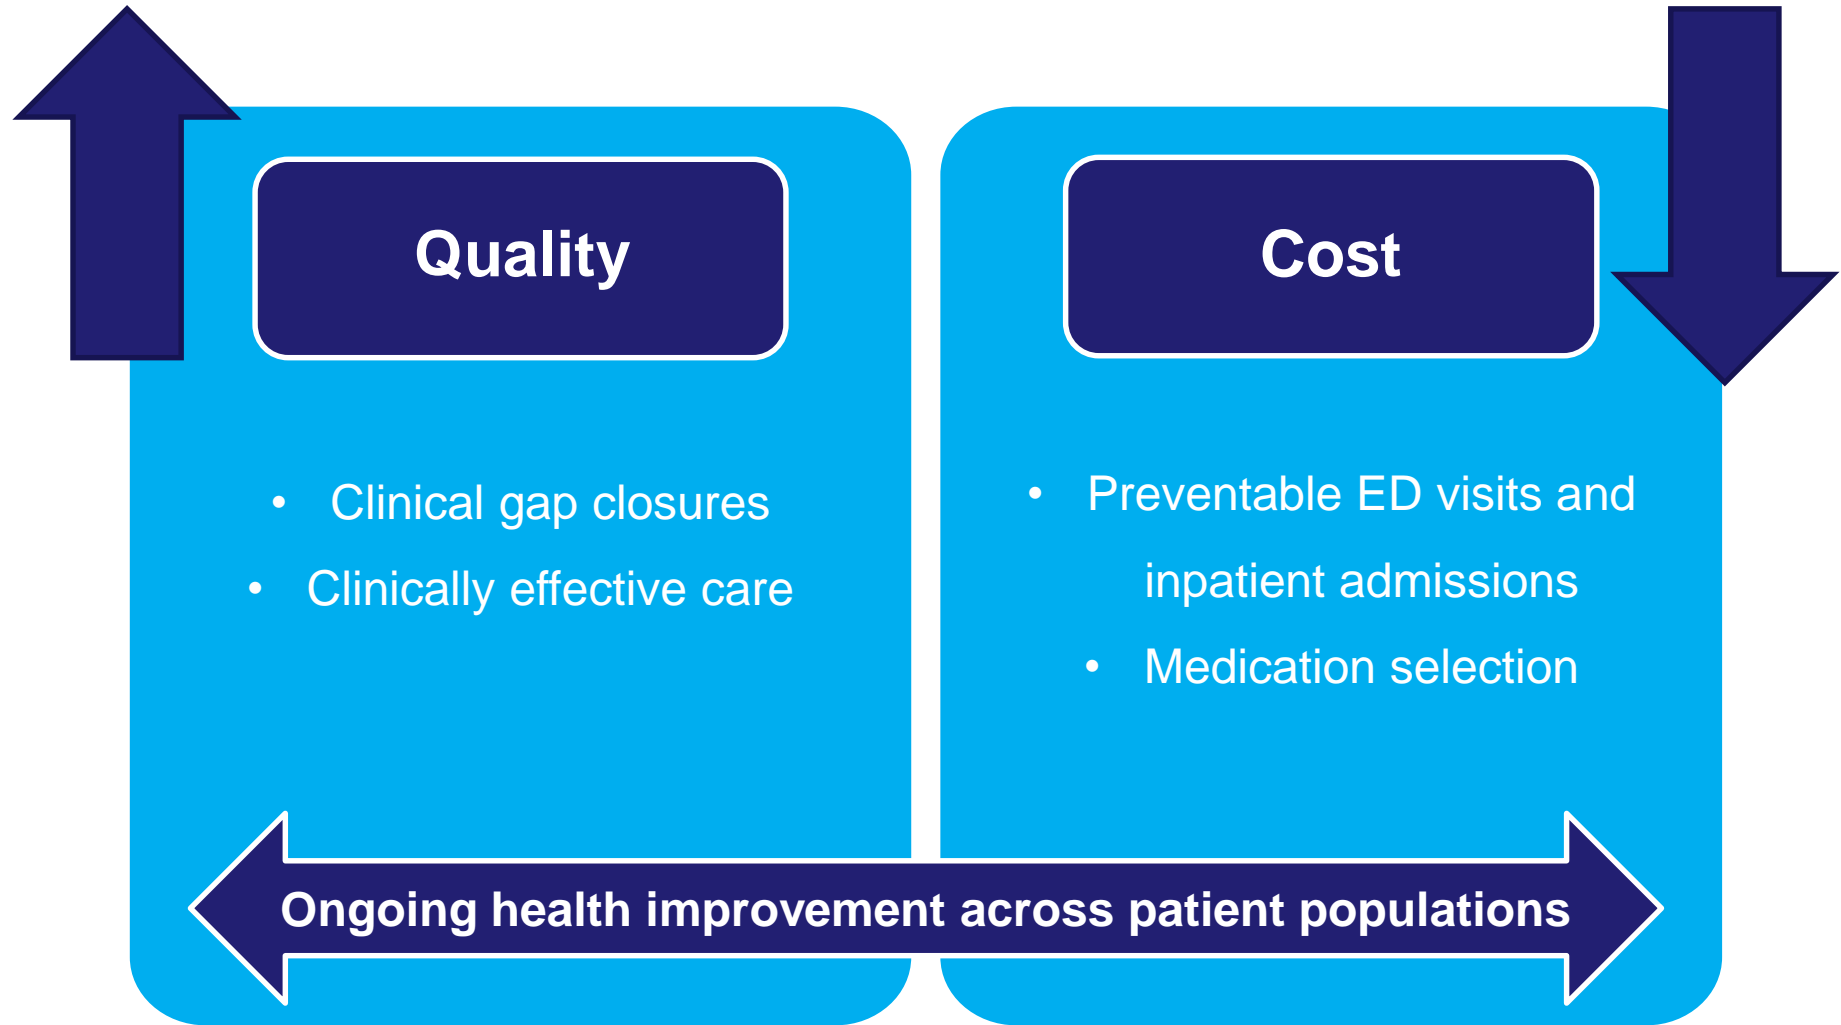 Quality
• Clinical gap closures
• Clinically effective care
Cost
• Preventable ED visits and
inpatient admissions
• Medication selection
Ongoing health improvement across patient populations